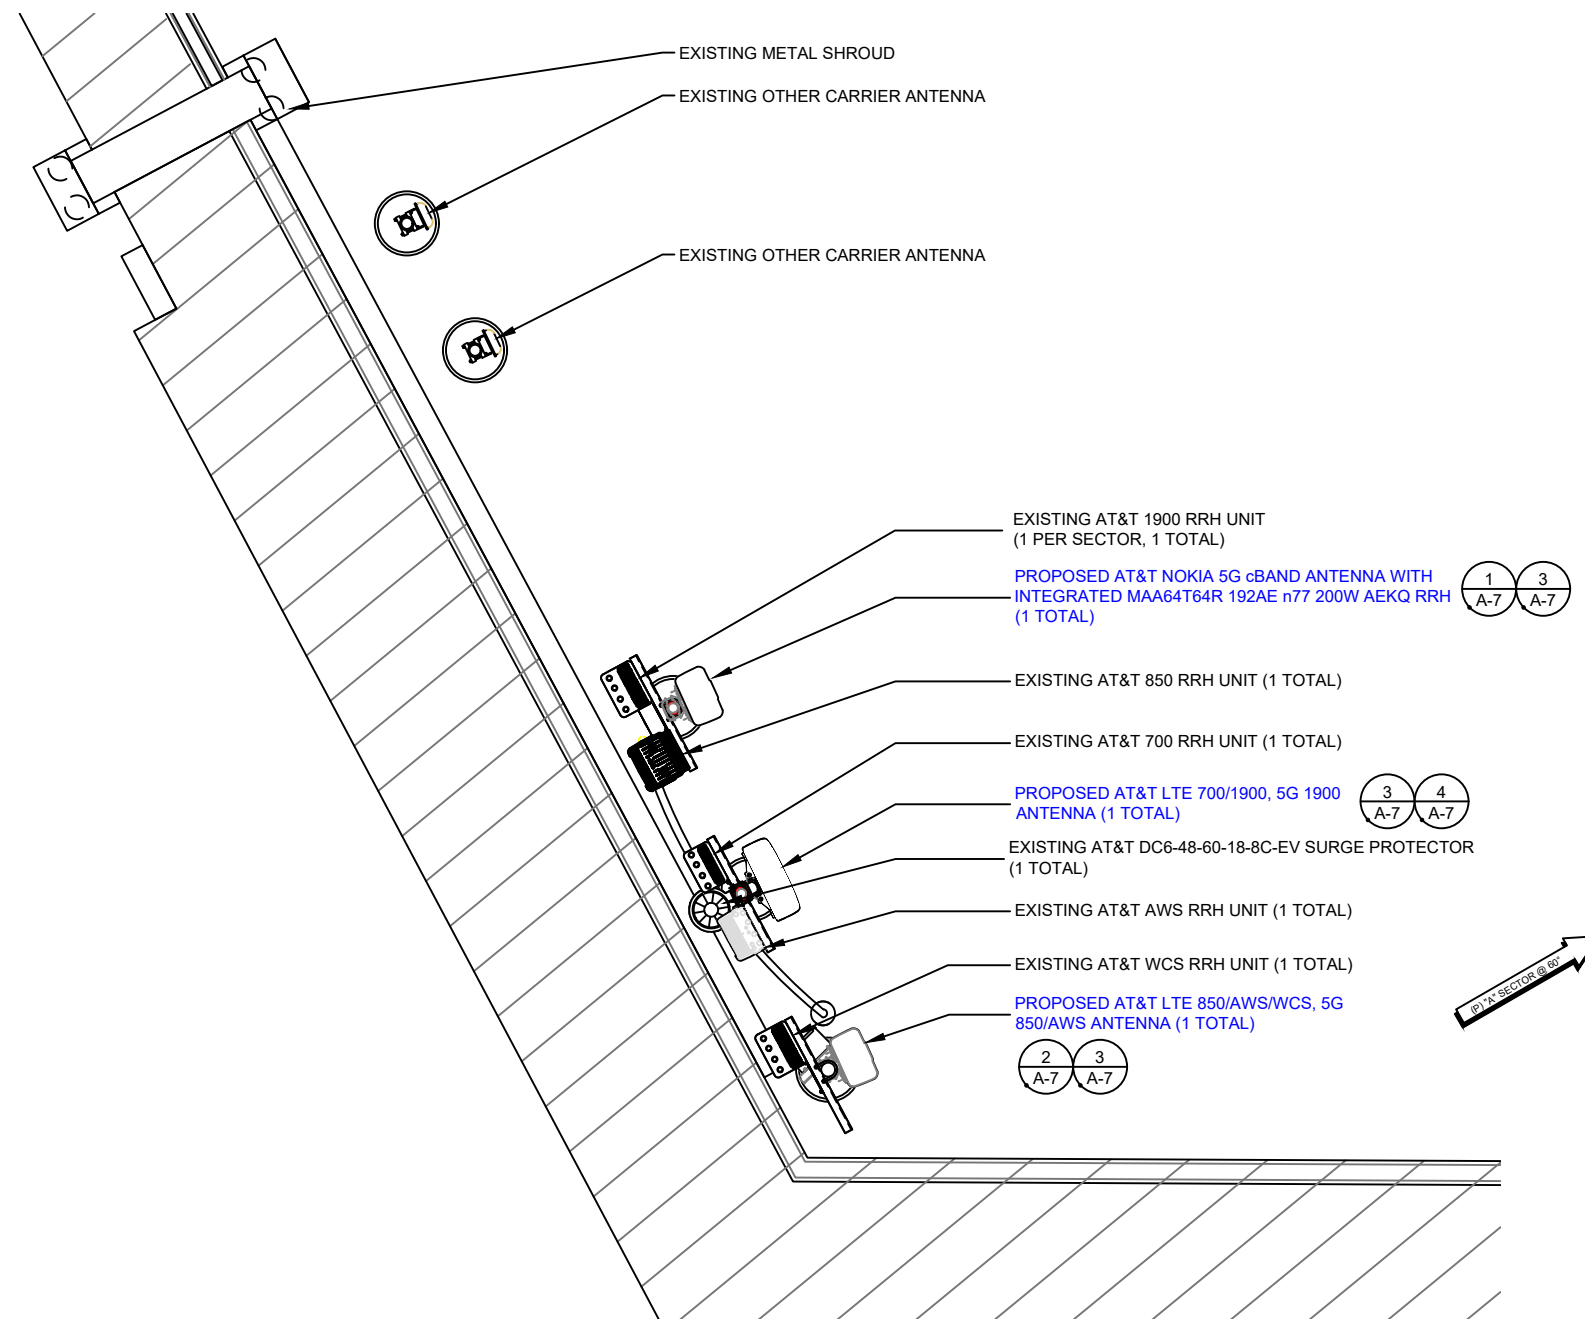 EXISTING METAL SHROUD
EXISTING OTHER CARRIER ANTENNA
EXISTING OTHER CARRIER ANTENNA
EXISTING AT&T 1900 RRH UNIT
(1 PER SECTOR, 1 TOTAL)
PROPOSED AT&T NOKIA 5G cBAND ANTENNA WITH
INTEGRATED MAA64T64R 192AE n77 200W AEKQ RRH
(1 TOTAL)
1 3
A-7 A-7
EXISTING AT&T 850 RRH UNIT (1 TOTAL)
EXISTING AT&T 700 RRH UNIT (1 TOTAL)
PROPOSED AT&T LTE 700/1900, 5G 1900
ANTENNA (1 TOTAL)
3 4
A-7 A-7
EXISTING AT&T DC6-48-60-18-8C-EV SURGE PROTECTOR
(1 TOTAL)
EXISTING AT&T AWS RRH UNIT (1 TOTAL)
EXISTING AT&T WCS RRH UNIT (1 TOTAL)
PROPOSED AT&T LTE 850/AWS/WCS, 5G
850/AWS ANTENNA (1 TOTAL)
2 3
A-7 A-7
(P) "A" SECTOR @ 60°